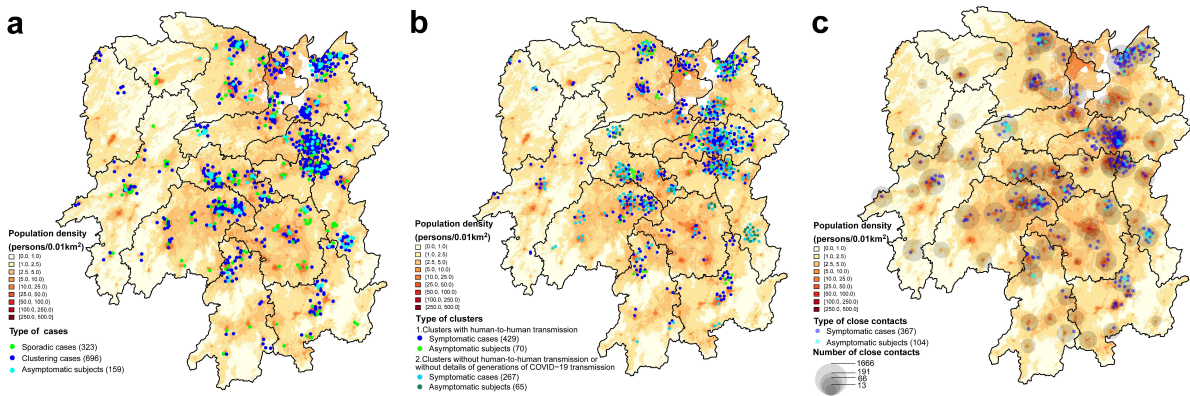 a
Population density
(persons/0.01km²)
[0.0, 1.0)
[1.0, 2.5)
[2.5, 5.0)
[5.0, 10.0)
[10.0, 25.0)
[25.0, 50.0)
[50.0, 100.0)
[100.0, 250.0)
[250.0, 500.0)
Type of cases
Sporadic cases (323)
Clustering cases (696)
Asymptomatic subjects (159)
b
Population density
(persons/0.01km²)
[0.0, 1.0)
[1.0, 2.5)
[2.5, 5.0)
[5.0, 10.0)
[10.0, 25.0)
[25.0, 50.0)
[50.0, 100.0)
[100.0, 250.0)
[250.0, 500.0)
Type of clusters
1.Clusters with human-to-human transmission
Symptomatic cases (429)
Asymptomatic subjects (70)
2.Clusters without human-to-human transmission or
without details of generations of COVID−19 transmission
Symptomatic cases (267)
Asymptomatic subjects (65)
c
Population density
(persons/0.01km²)
[0.0, 1.0)
[1.0, 2.5)
[2.5, 5.0)
[5.0, 10.0)
[10.0, 25.0)
[25.0, 50.0)
[50.0, 100.0)
[100.0, 250.0)
[250.0, 500.0)
Type of close contacts
Symptomatic cases (367)
Asymptomatic subjects (104)
Number of close contacts
1666
191
66
13